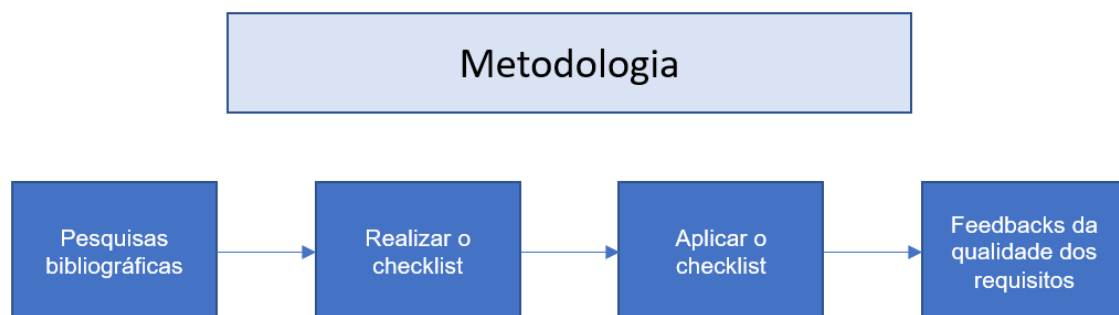 Metodologia
Pesquisas
bibliográficas
Realizar o
checklist
Aplicar o
checklist
Feedbacks da
qualidade dos
requisitos